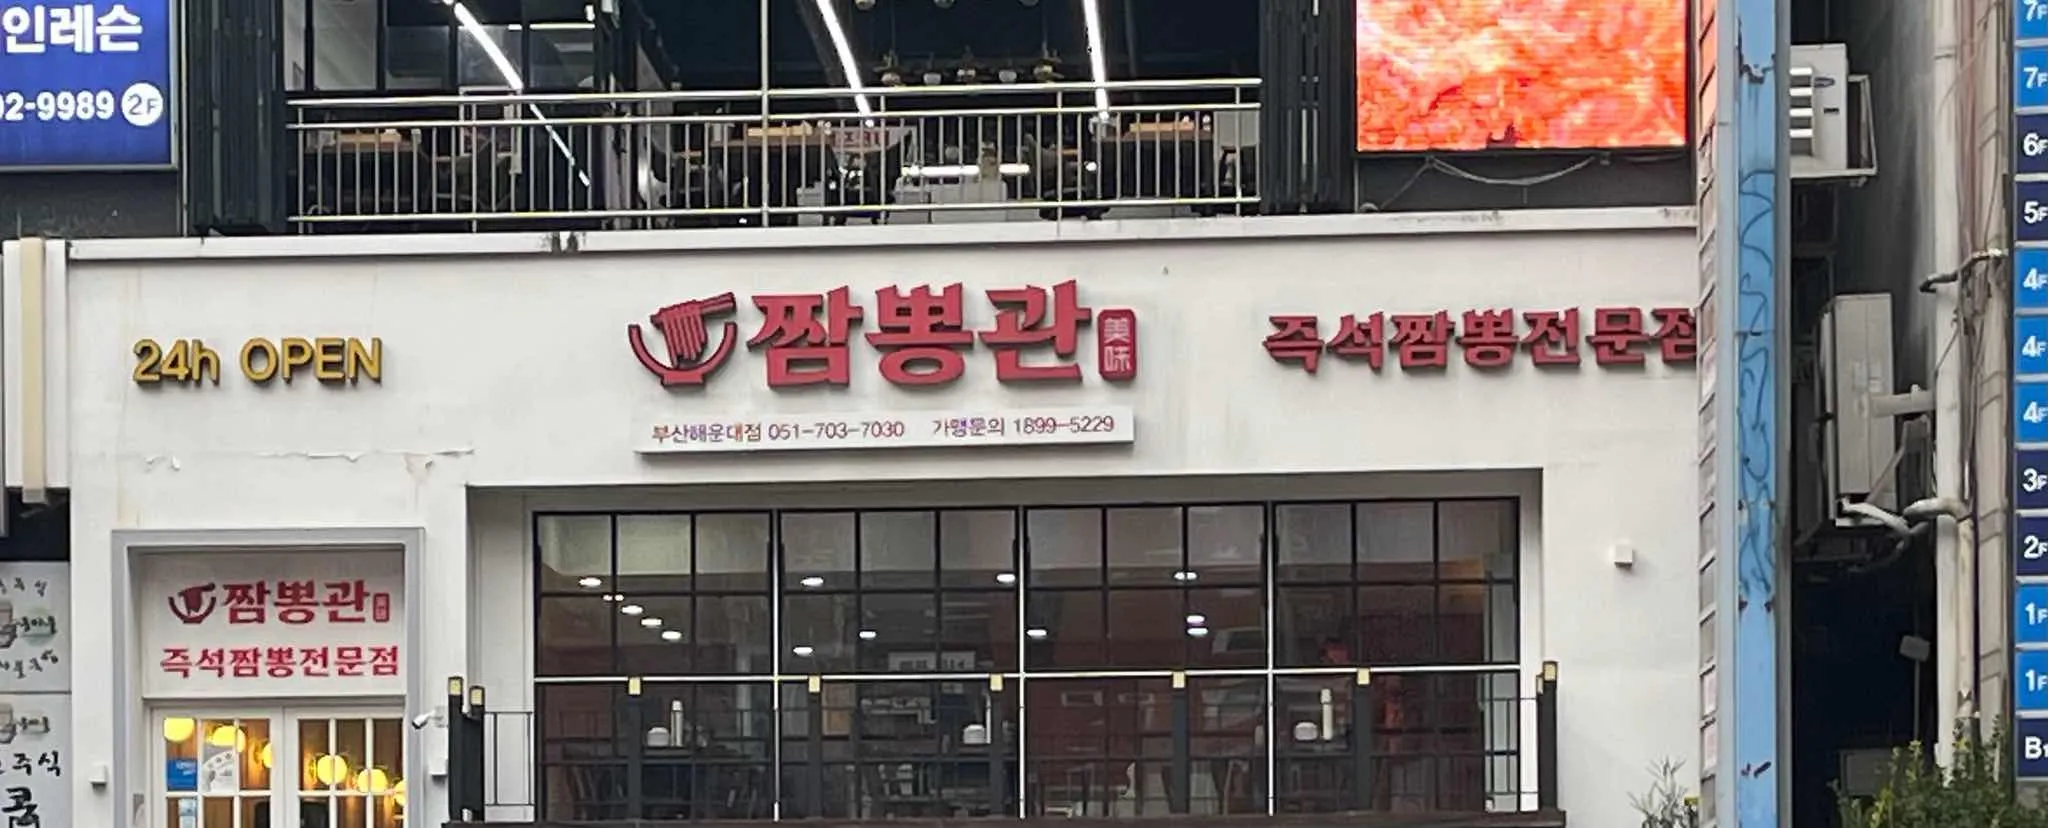 인레슨
02-9989 2F
24h OPEN
짬뽕관 美味
즉석짬뽕전문점
부산해운대점 051-703-7030 가맹문의 1899-5229
짬뽕관
즉석짬뽕전문점
주식
7F
7F
6F
5F
4F
4F
4F
3F
2F
1F
1F